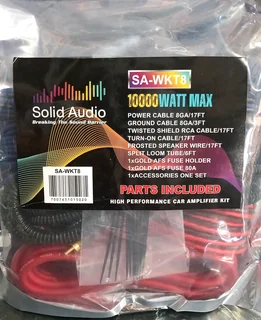 SA-WKT8
Solid Audio
Breaking The Sound Barrier
10000WATT MAX
POWER CABLE 8GA/17FT
GROUND CABLE 8GA/3FT
TWISTED SHIELD RCA CABLE/17FT
TURN-ON CABLE/17FT
FROSTED SPEAKER WIRE/17FT
SPLIT LOOM TUBE/6FT
1xGOLD AFS FUSE HOLDER
1xGOLD AFS FUSE 80A
1xACCESSORIES ONE SET
SA-WKT8
PARTS INCLUDED
HIGH PERFORMANCE CAR AMPLIFIER KIT